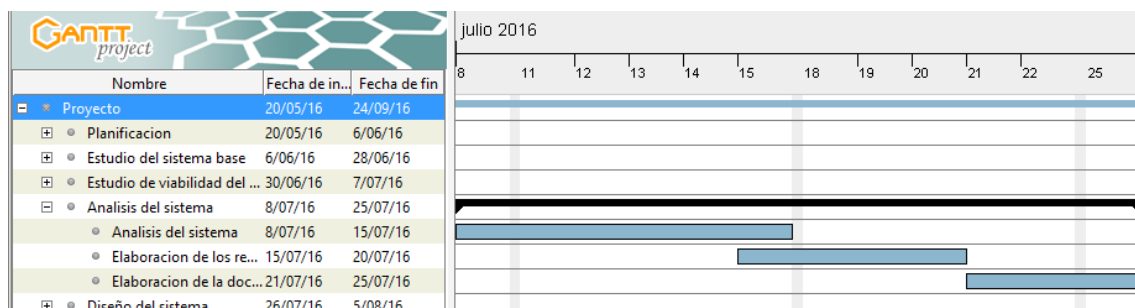 GANTT project
julio 2016
8 11 12 13 14 15 18 19 20 21 22 25
Nombre Fecha de in... Fecha de fin
Proyecto 20/05/16 24/09/16
Planificacion 20/05/16 6/06/16
Estudio del sistema base 6/06/16 28/06/16
Estudio de viabilidad del ... 30/06/16 7/07/16
Analisis del sistema 8/07/16 25/07/16
Analisis del sistema 8/07/16 15/07/16
Elaboracion de los re... 15/07/16 20/07/16
Elaboracion de la doc... 21/07/16 25/07/16
Diseño del sistema 26/07/16 5/08/16